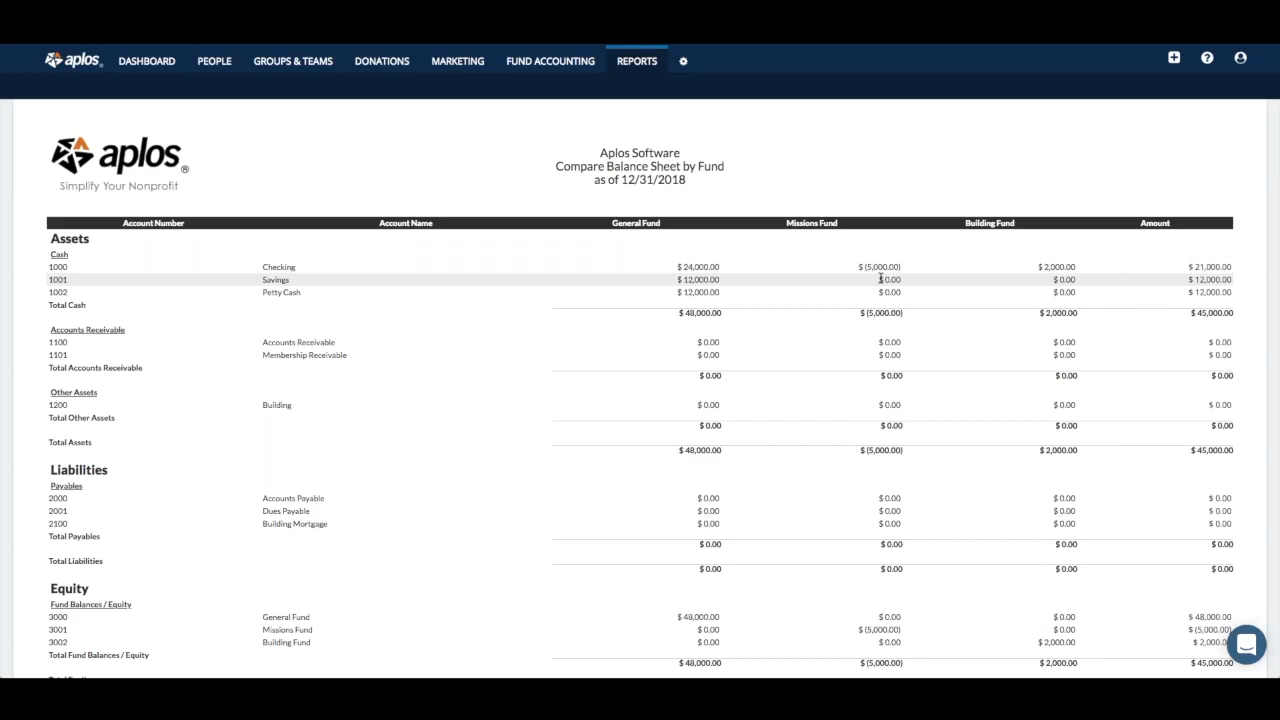 aplos DASHBOARD PEOPLE GROUPS & TEAMS DONATIONS MARKETING FUND ACCOUNTING REPORTS
aplos®
Simplify Your Nonprofit
Aplos Software
Compare Balance Sheet by Fund
as of 12/31/2018
Account Number Account Name General Fund Missions Fund Building Fund Amount
Assets
Cash
1000 Checking $ 24,000.00 $ (5,000.00) $ 2,000.00 $ 21,000.00
1001 Savings $ 12,000.00 $ 0.00 $ 0.00 $ 12,000.00
1002 Petty Cash $ 12,000.00 $ 0.00 $ 0.00 $ 12,000.00
Total Cash
$ 48,000.00 $ (5,000.00) $ 2,000.00 $ 45,000.00
Accounts Receivable
1100 Accounts Receivable $ 0.00 $ 0.00 $ 0.00 $ 0.00
1101 Membership Receivable $ 0.00 $ 0.00 $ 0.00 $ 0.00
Total Accounts Receivable
$ 0.00 $ 0.00 $ 0.00 $ 0.00
Other Assets
1200 Building $ 0.00 $ 0.00 $ 0.00 $ 0.00
Total Other Assets
$ 0.00 $ 0.00 $ 0.00 $ 0.00
Total Assets
$ 48,000.00 $ (5,000.00) $ 2,000.00 $ 45,000.00
Liabilities
Payables
2000 Accounts Payable $ 0.00 $ 0.00 $ 0.00 $ 0.00
2001 Dues Payable $ 0.00 $ 0.00 $ 0.00 $ 0.00
2100 Building Mortgage $ 0.00 $ 0.00 $ 0.00 $ 0.00
Total Payables
$ 0.00 $ 0.00 $ 0.00 $ 0.00
Total Liabilities
$ 0.00 $ 0.00 $ 0.00 $ 0.00
Equity
Fund Balances / Equity
3000 General Fund $ 48,000.00 $ 0.00 $ 0.00 $ 48,000.00
3001 Missions Fund $ 0.00 $ (5,000.00) $ 0.00 $ (5,000.00)
3002 Building Fund $ 0.00 $ 0.00 $ 2,000.00 $ 2,000.
Total Fund Balances / Equity
$ 48,000.00 $ (5,000.00) $ 2,000.00 $ 45,000.00